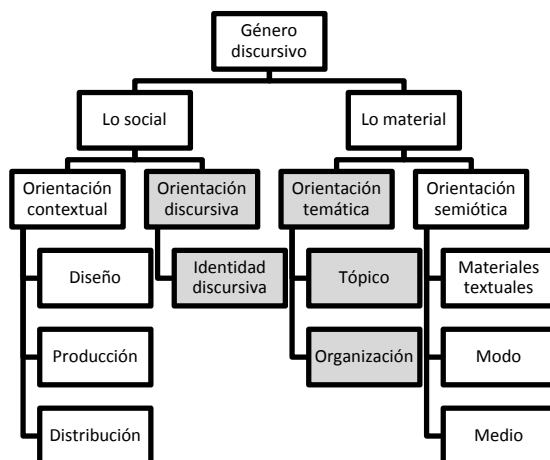 Género
discursivo
Lo social
Lo material
Orientación
contextual
Orientación
discursiva
Orientación
temática
Orientación
semiótica
Diseño
Identidad
discursiva
Tópico
Materiales
textuales
Producción
Organización
Modo
Distribución
Medio